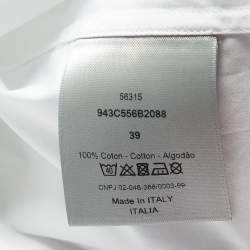 56315
943C556B2088
39
100% Coton - Cotton - Algodão
CNPJ 02-046-386/0003-99
Made In ITALY
ITALIA